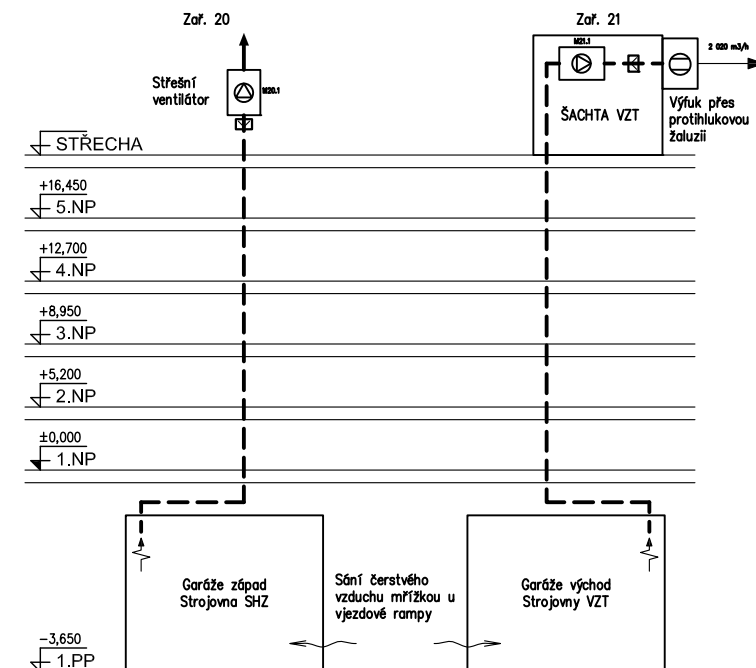 Zař. 20
Zař. 21
M21.1
2 020 m3/h
Střešní
ventilátor
M20.1
ŠACHTA VZT
Výfuk přes
protihlukovou
žaluzii
STŘECHA
+16,450
5.NP
+12,700
4.NP
+8,950
3.NP
+5,200
2.NP
±0,000
1.NP
Garáže západ
Strojovna SHZ
Sání čerstvého
vzduchu mřížkou u
vjezdové rampy
Garáže východ
Strojovny VZT
-3,650
1.PP